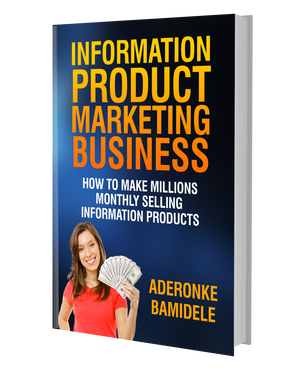 INFORMATION
PRODUCT
MARKETING
BUSINESS
HOW TO MAKE MILLIONS
MONTHLY SELLING
INFORMATION PRODUCTS
ADERONKE
BAMIDELE